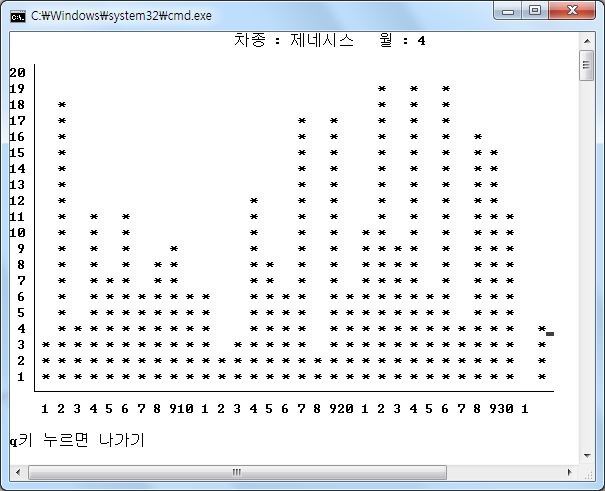 C:\Windows\system32\cmd.exe
차종 : 제네시스 월 : 4
20
19 * * *
18 * * * *
17 * * * * * *
16 * * * * * * *
15 * * * * * * * *
14 * * * * * * * *
13 * * * * * * * *
12 * * * * * * * * *
11 * * * * * * * * * * * *
10 * * * * * * * * * * * * *
9 * * * * * * * * * * * * * * *
8 * * * * * * * * * * * * * * * * *
7 * * * * * * * * * * * * * * * * * *
6 * * * * * * * * * * * * * * * * * * * * * * * *
5 * * * * * * * * * * * * * * * * * * * * * * * *
4 * * * * * * * * * * * * * * * * * * * * * * * * * * *
3 * * * * * * * * * * * * * * * * * * * * * * * * * * * * *
2 * * * * * * * * * * * * * * * * * * * * * * * * * * * * * * *
1 * * * * * * * * * * * * * * * * * * * * * * * * * * * * * * *
1 2 3 4 5 6 7 8 910 1 2 3 4 5 6 7 8 920 1 2 3 4 5 6 7 8 930 1
q키 누르면 나가기